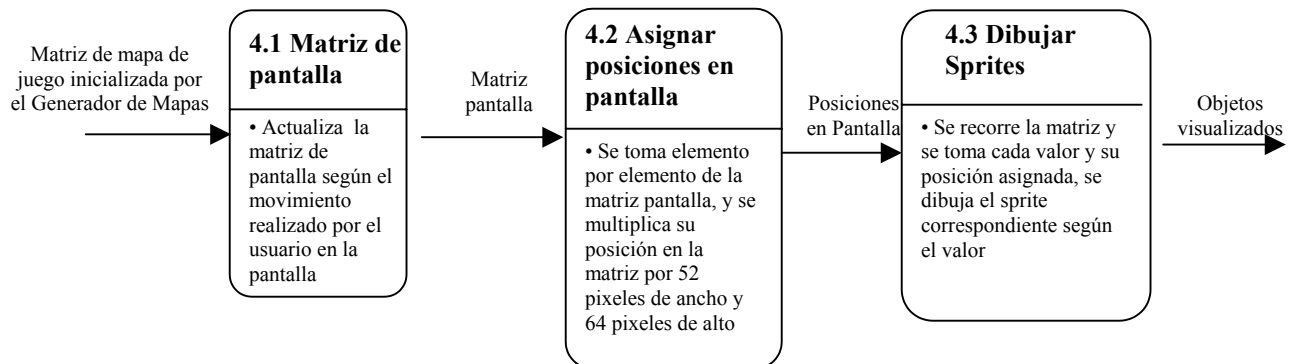 Matriz de mapa de
juego inicializada por
el Generador de Mapas
4.1 Matriz de
pantalla
• Actualiza la
matriz de
pantalla según el
movimiento
realizado por el
usuario en la
pantalla
Matriz
pantalla
4.2 Asignar
posiciones en
pantalla
• Se toma elemento
por elemento de la
matriz pantalla, y se
multiplica su
posición en la
matriz por 52
pixeles de ancho y
64 pixeles de alto
Posiciones
en Pantalla
4.3 Dibujar
Sprites
• Se recorre la matriz y
se toma cada valor y su
posición asignada, se
dibuja el sprite
correspondiente según
el valor
Objetos
visualizados